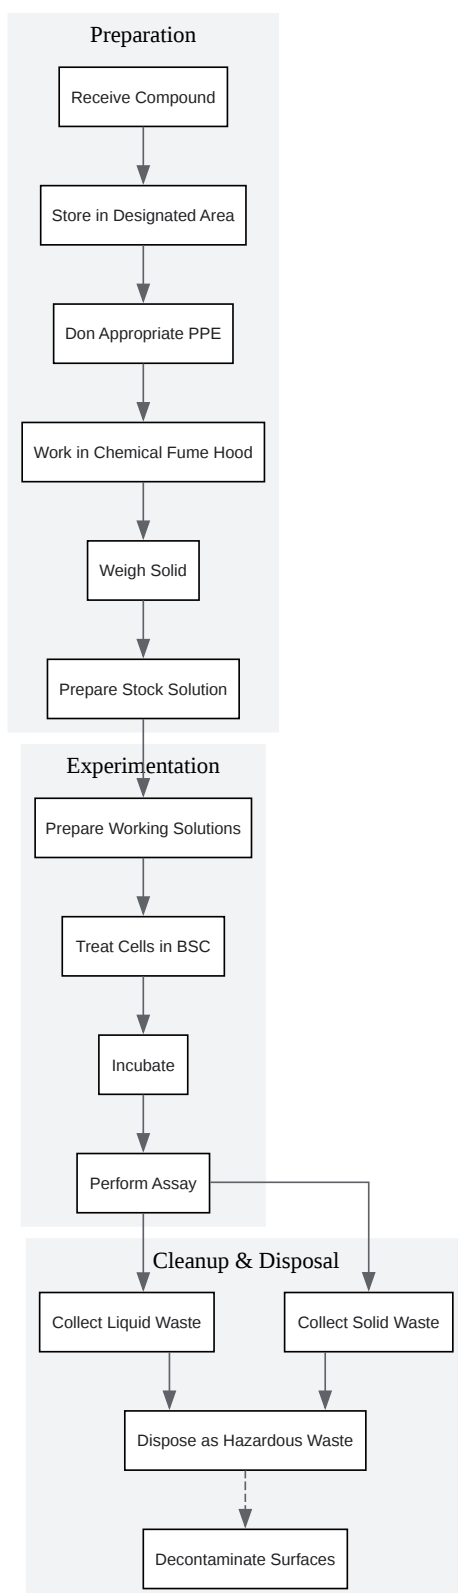 Preparation
Receive Compound
Store in Designated Area
Don Appropriate PPE
Work in Chemical Fume Hood
Weigh Solid
Prepare Stock Solution
Experimentation
Prepare Working Solutions
Treat Cells in BSC
Incubate
Perform Assay
Cleanup & Disposal
Collect Liquid Waste
Collect Solid Waste
Dispose as Hazardous Waste
Decontaminate Surfaces